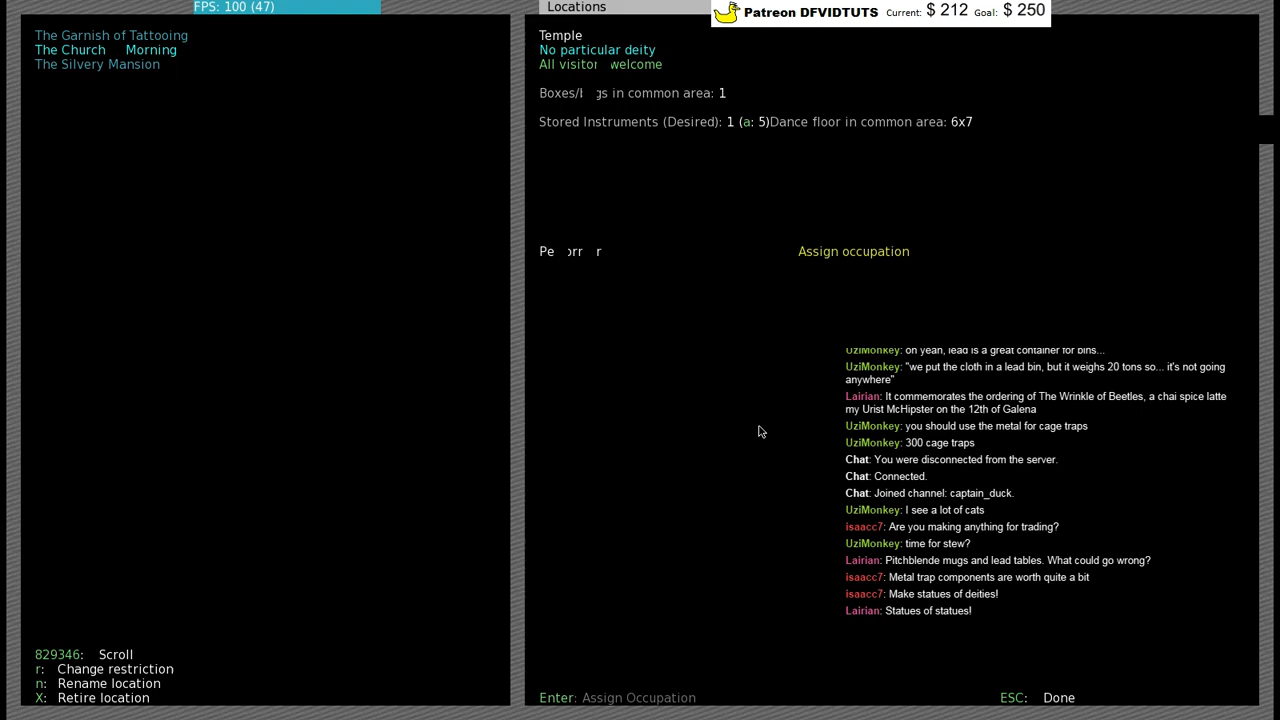 FPS: 100 (47)
Locations
Patreon DFVIDTUTS Current: $ 212 Goal: $ 250
The Garnish of Tattooing
The Church Morning
The Silvery Mansion
Temple
No particular deity
All visitor welcome
gs in common area: 1
Stored Instruments (Desired): 1 (a: 5)Dance floor in common area: 6x7
Assign occupation
UziMonkey: oh yeah, lead is a great container for bins...
UziMonkey: "we put the cloth in a lead bin, but it weighs 20 tons so... it's not going
anywhere"
Lairian: It commemorates the ordering of The Wrinkle of Beetles, a chai spice latte
my Urist McHipster on the 12th of Galena
UziMonkey: you should use the metal for cage traps
UziMonkey: 300 cage traps
Chat: You were disconnected from the server.
Chat: Connected.
Chat: Joined channel: captain_duck.
UziMonkey: I see a lot of cats
isaacc7: Are you making anything for trading?
UziMonkey: time for stew?
Lairian: Pitchblende mugs and lead tables. What could go wrong?
isaacc7: Metal trap components are worth quite a bit
isaacc7: Make statues of deities!
Lairian: Statues of statues!
829346: Scroll
r: Change restriction
n: Rename location
X: Retire location
Enter: Assign Occupation
ESC: Done